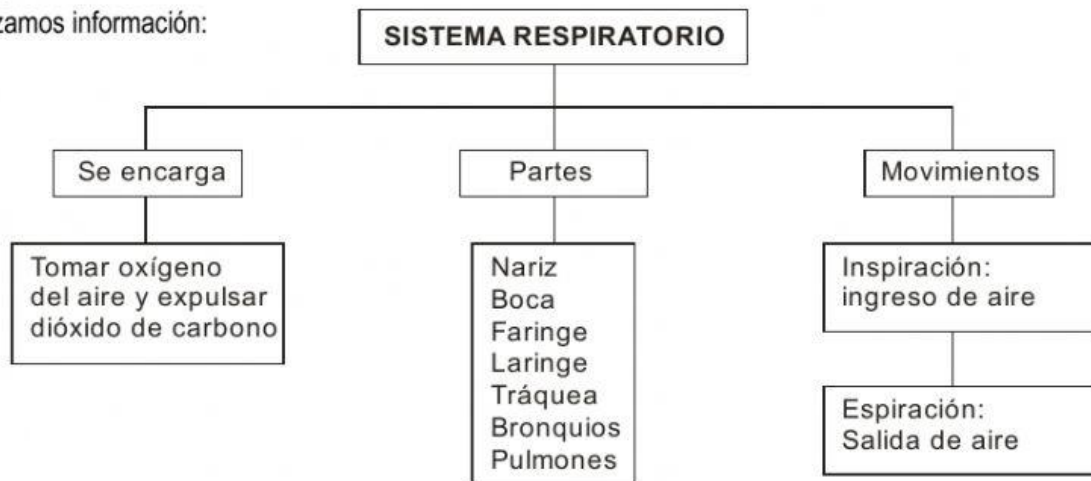 información:
SISTEMA RESPIRATORIO
Se encarga
Tomar oxígeno
del aire y expulsar
dióxido de carbono
Partes
Nariz
Boca
Faringe
Laringe
Tráquea
Bronquios
Pulmones
Movimientos
Inspiración:
ingreso de aire
Espiración:
Salida de aire